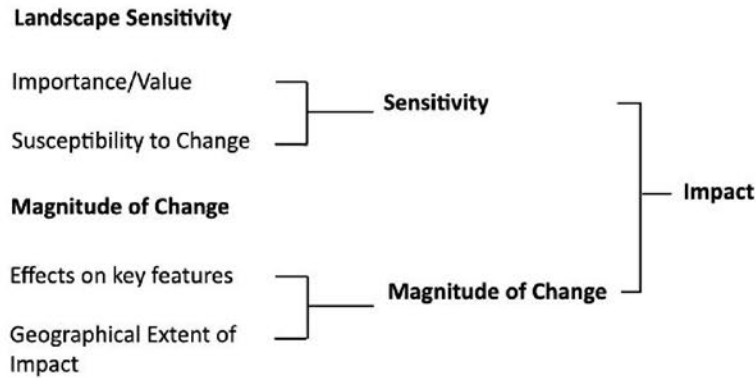 Landscape Sensitivity
Importance/Value
Susceptibility to Change
Sensitivity
Magnitude of Change
Effects on key features
Geographical Extent of
Impact
Magnitude of Change
Impact